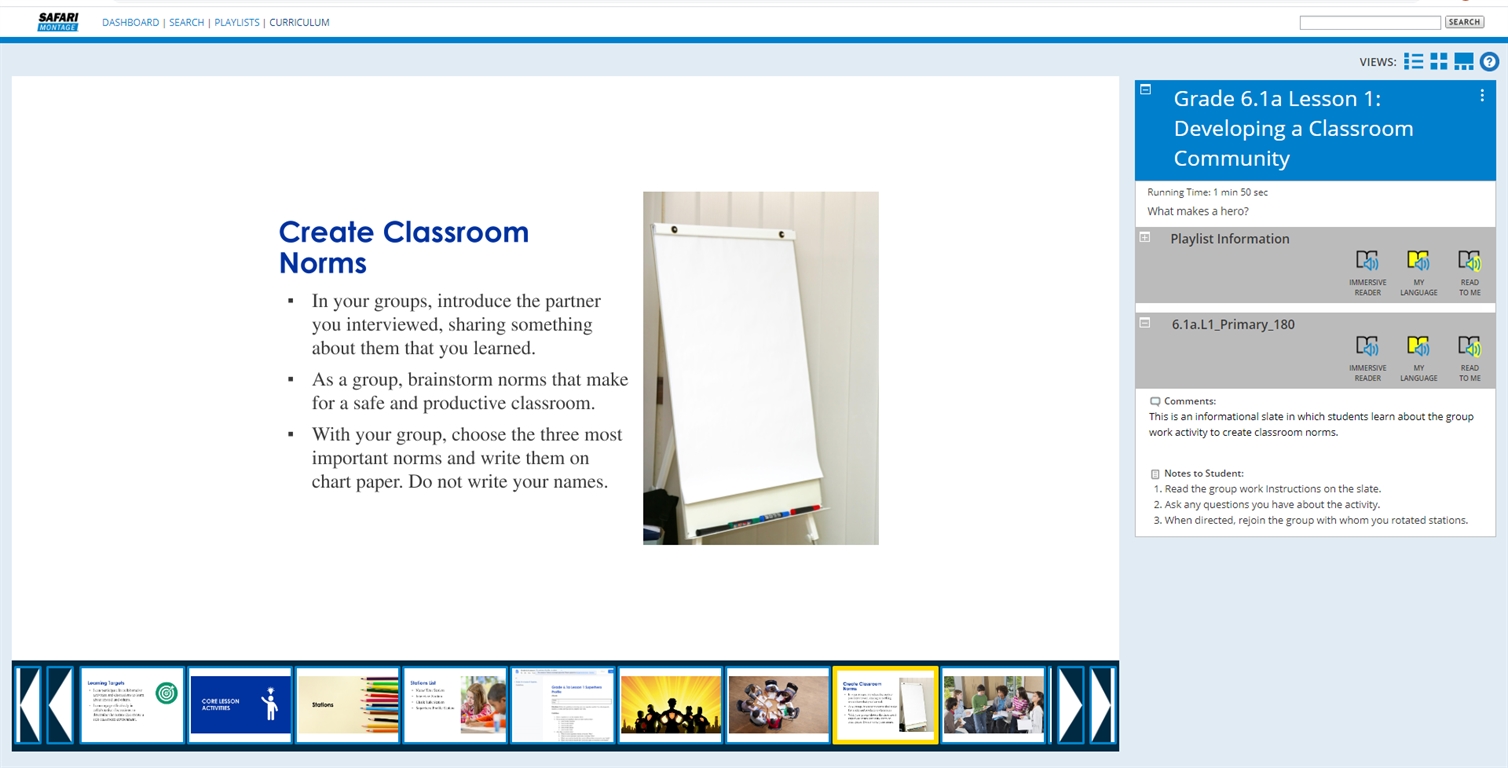 SAFARI
MONTAGE
DASHBOARD | SEARCH | PLAYLISTS | CURRICULUM
SEARCH
VIEWS:
?
Create Classroom
Norms
▪ In your groups, introduce the partner
you interviewed, sharing something
about them that you learned.
▪ As a group, brainstorm norms that make
for a safe and productive classroom.
▪ With your group, choose the three most
important norms and write them on
chart paper. Do not write your names.
Grade 6.1a Lesson 1:
Developing a Classroom
Community
Running Time: 1 min 50 sec
What makes a hero?
Playlist Information
IMMERSIVE
READER
MY
LANGUAGE
READ
TO ME
6.1a.L1_Primary_180
IMMERSIVE
READER
MY
LANGUAGE
READ
TO ME
Comments:
This is an informational slate in which students learn about the group
work activity to create classroom norms.
Notes to Student:
1. Read the group work Instructions on the slate.
2. Ask any questions you have about the activity.
3. When directed, rejoin the group with whom you rotated stations.
Learning Targets
CORE LESSON
ACTIVITIES
Stations
Stations List
Create Classroom
Norms